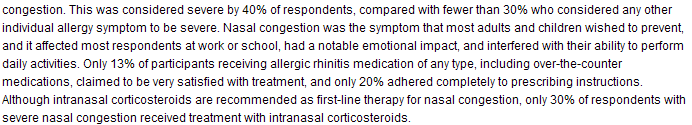 congestion. This was considered severe by 40% of respondents, compared with fewer than 30% who considered any other
individual allergy symptom to be severe. Nasal congestion was the symptom that most adults and children wished to prevent,
and it affected most respondents at work or school, had a notable emotional impact, and interfered with their ability to perform
daily activities. Only 13% of participants receiving allergic rhinitis medication of any type, including over-the-counter
medications, claimed to be very satisfied with treatment, and only 20% adhered completely to prescribing instructions.
Although intranasal corticosteroids are recommended as first-line therapy for nasal congestion, only 30% of respondents with
severe nasal congestion received treatment with intranasal corticosteroids.